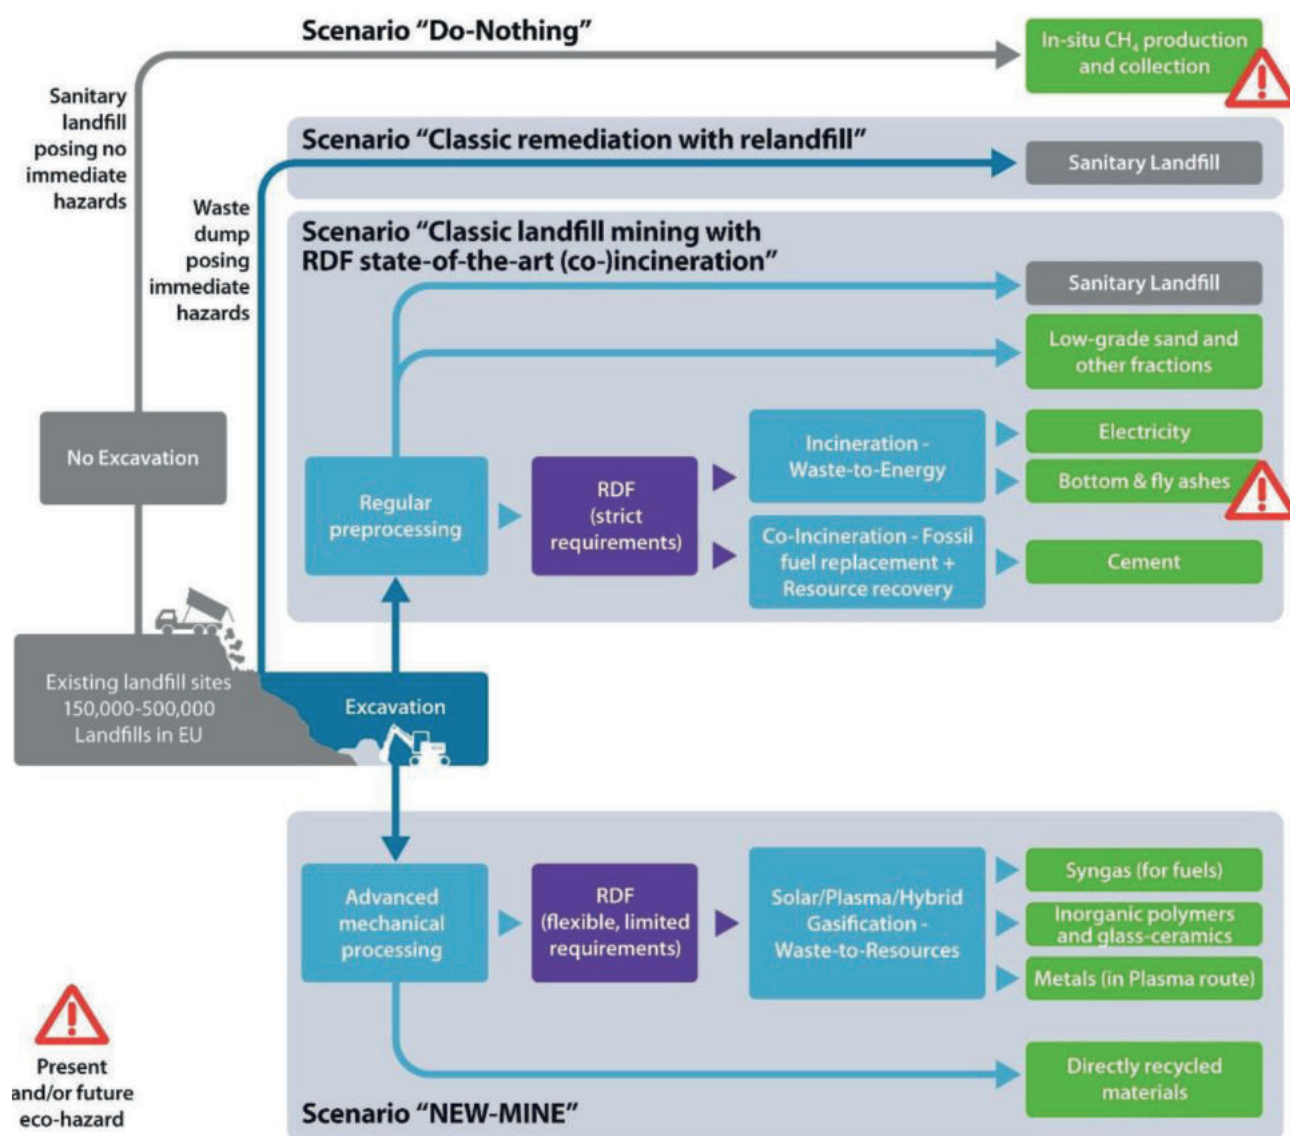 Scenario "Do-Nothing"
In-situ CH₄ production
and collection
Sanitary
landfill
posing no
immediate
hazards
Scenario "Classic remediation with relandfill"
Sanitary Landfill
Waste
dump
posing
immediate
hazards
Scenario "Classic landfill mining with
RDF state-of-the-art (co-)incineration"
Sanitary Landfill
Low-grade sand and
other fractions
No Excavation
Regular
preprocessing
RDF
(strict
requirements)
Incineration -
Waste-to-Energy
Electricity
Bottom & fly ashes
Co-Incineration - Fossil
fuel replacement +
Resource recovery
Cement
Existing landfill sites
150,000-500,000
Landfills in EU
Excavation
Advanced
mechanical
processing
RDF
(flexible, limited
requirements)
Solar/Plasma/Hybrid
Gasification -
Waste-to-Resources
Syngas (for fuels)
Inorganic polymers
and glass-ceramics
Metals (in Plasma route)
Directly recycled
materials
Present
and/or future
eco-hazard
Scenario "NEW-MINE"